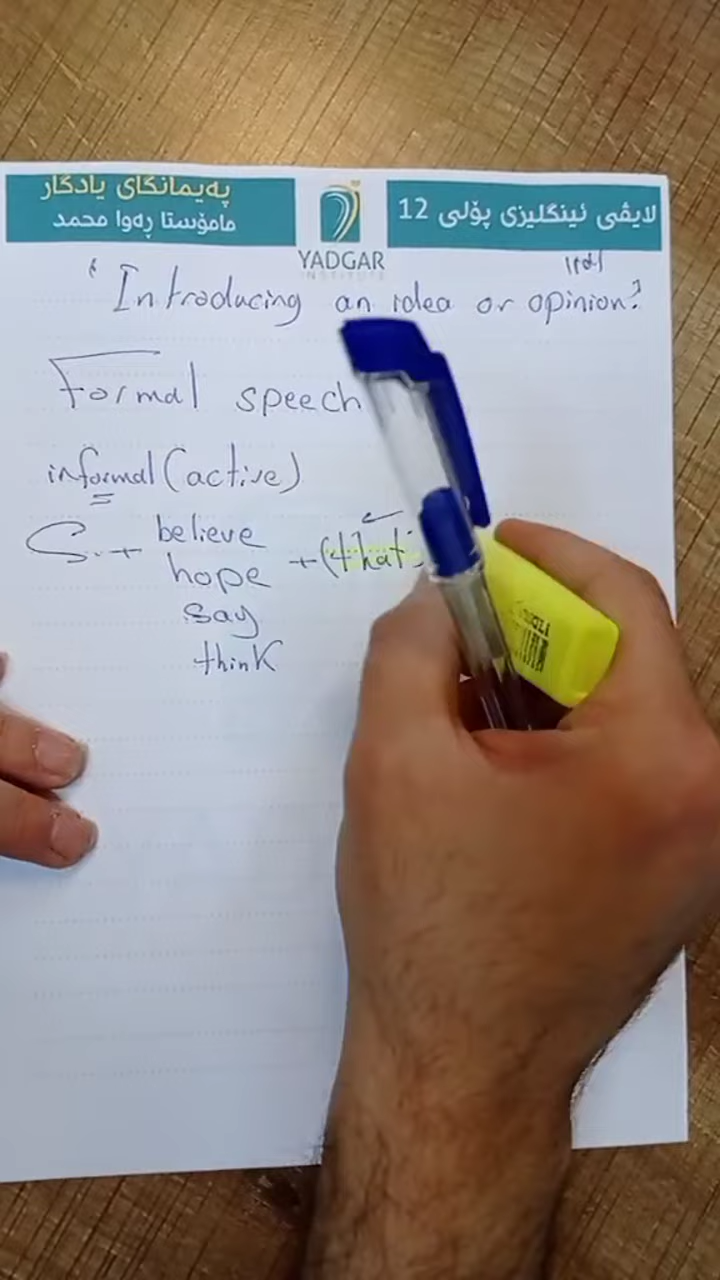 پەیمانگای یادگار
مامۆستا ڕەوا محمد
لایڤی ئینگلیزی پۆلی 12
YADGAR
INSTITUTE
"Introducing an idea or opinion"
Formal speech
informal (active)
S. + believe + (that)
hope
say
think